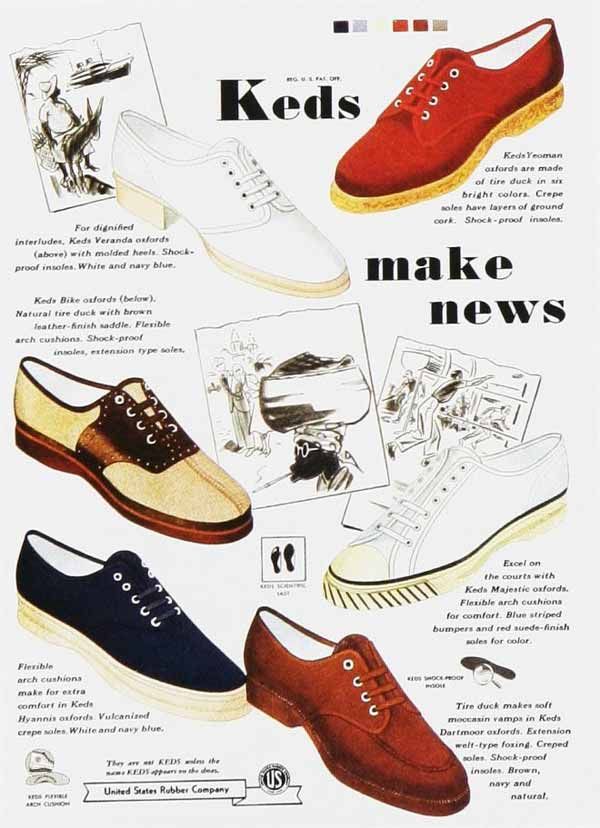 REG. U. S. PAT. OFF.
Keds
Keds Yeoman
oxfords are made
of tire duck in six
bright colors. Crepe
soles have layers of ground
cork. Shock-proof insoles.
For dignified
interludes, Keds Veranda oxfords
(above) with molded heels. Shock-
proof insoles. White and navy blue.
make
news
Keds Bike oxfords (below).
Natural tire duck with brown
leather-finish saddle. Flexible
arch cushions. Shock-proof
insoles, extension type soles.
KEDS SCIENTIFIC
LAST
Excel on
the courts with
Keds Majestic oxfords.
Flexible arch cushions
for comfort. Blue striped
bumpers and red suede-finish
soles for color.
Flexible
arch cushions
make for extra
comfort in Keds
Hyannis oxfords. Vulcanized
crepe soles. White and navy blue.
KEDS SHOCK-PROOF
INSOLE
Tire duck makes soft
moccasin vamps in Keds
Dartmoor oxfords. Extension
welt-type foxing. Creped
soles. Shock-proof
insoles. Brown,
navy and
natural.
KEDS FLEXIBLE
ARCH CUSHION
They are not KEDS unless the
name KEDS appears on the shoes.
United States Rubber Company
US